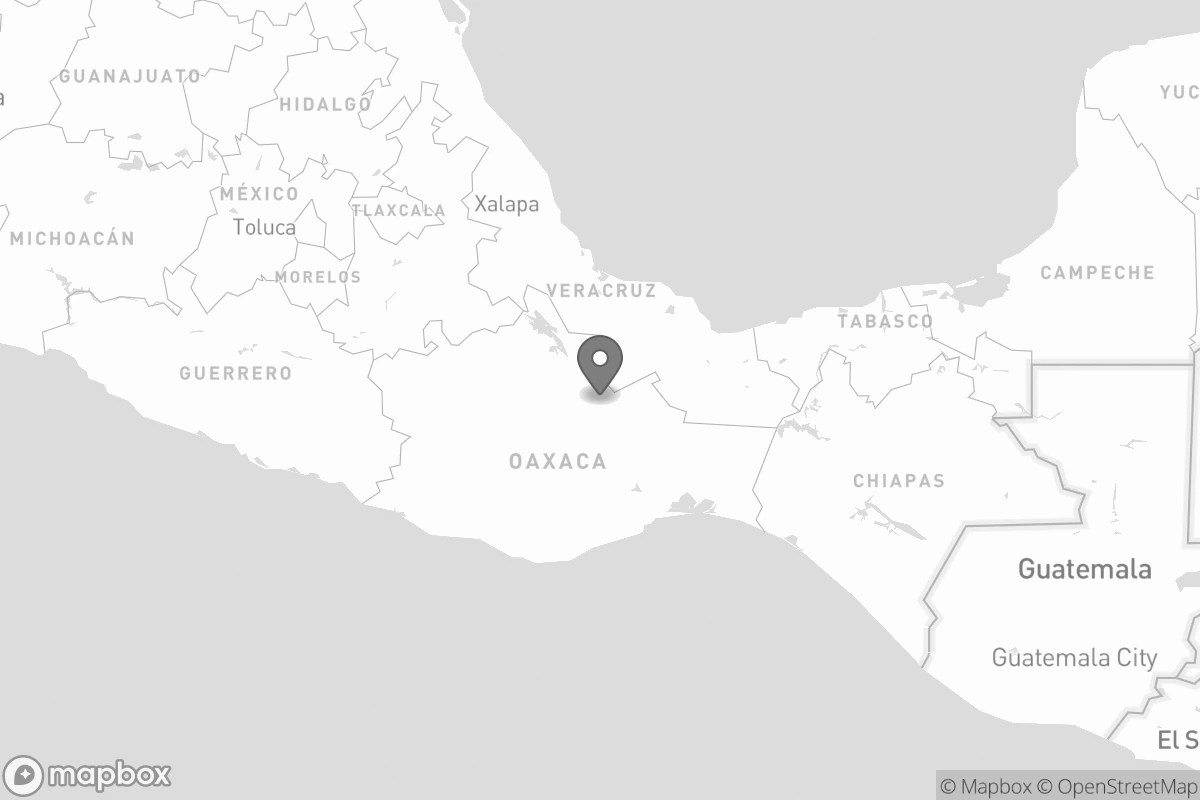 GUANAJUATO
YUC
HIDALGO
a
MÉXICO
Xalapa
TLAXCALA
Toluca
MICHOACÁN
CAMPECHE
MORELOS
VERACRUZ
TABASCO
GUERRERO
OAXACA
CHIAPAS
Guatemala
Guatemala City
El S
mapbox
© Mapbox © OpenStreetMap